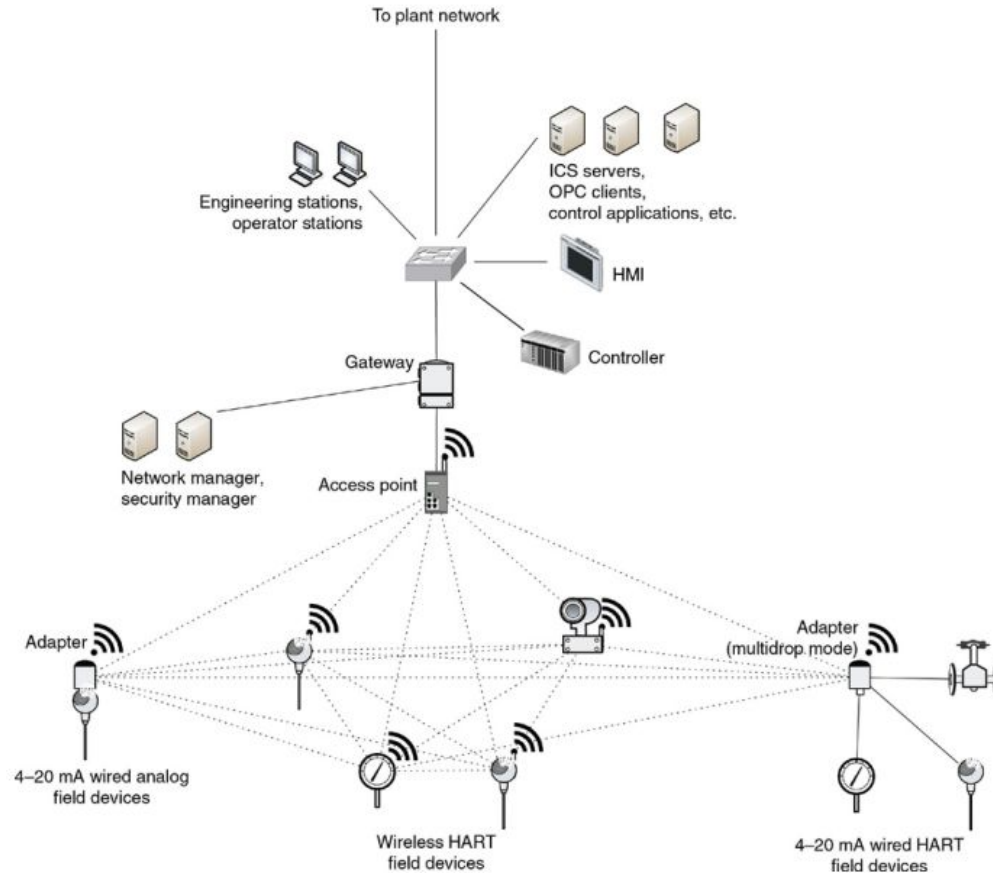 To plant network
Engineering stations,
operator stations
ICS servers,
OPC clients,
control applications, etc.
HMI
Controller
Gateway
Network manager,
security manager
Access point
Adapter
Adapter
(multidrop mode)
4–20 mA wired analog
field devices
Wireless HART
field devices
4–20 mA wired HART
field devices